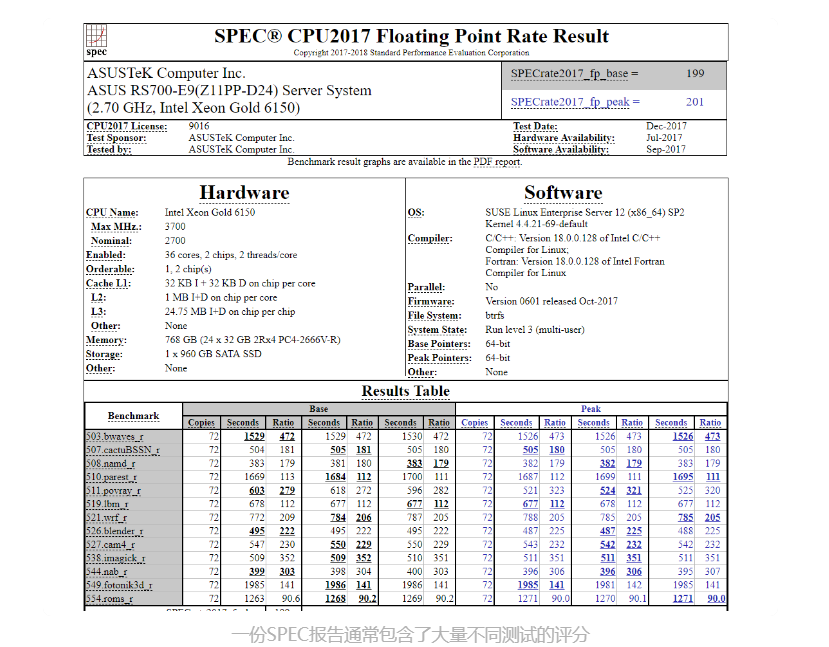 spec
SPEC® CPU2017 Floating Point Rate Result
Copyright 2017-2018 Standard Performance Evaluation Corporation
ASUSTeK Computer Inc.
ASUS RS700-E9(Z11PP-D24) Server System
(2.70 GHz, Intel Xeon Gold 6150)
SPECrate2017_fp_base = 199
SPECrate2017_fp_peak = 201
CPU2017 License: 9016 Test Date: Dec-2017
Test Sponsor: ASUSTeK Computer Inc. Hardware Availability: Jul-2017
Tested by: ASUSTeK Computer Inc. Software Availability: Sep-2017
Benchmark result graphs are available in the PDF report.
Hardware
CPU Name: Intel Xeon Gold 6150
Max MHz.: 3700
Nominal: 2700
Enabled: 36 cores, 2 chips, 2 threads/core
Orderable: 1, 2 chip(s)
Cache L1: 32 KB I + 32 KB D on chip per core
L2: 1 MB I+D on chip per core
L3: 24.75 MB I+D on chip per chip
Other: None
Memory: 768 GB (24 x 32 GB 2Rx4 PC4-2666V-R)
Storage: 1 x 960 GB SATA SSD
Other: None
Software
OS: SUSE Linux Enterprise Server 12 (x86_64) SP2
Kernel 4.4.21-69-default
Compiler: C/C++: Version 18.0.0.128 of Intel C/C++
Compiler for Linux;
Fortran: Version 18.0.0.128 of Intel Fortran
Compiler for Linux
Parallel: No
Firmware: Version 0601 released Oct-2017
File System: btrfs
System State: Run level 3 (multi-user)
Base Pointers: 64-bit
Peak Pointers: 64-bit
Other: None
Results Table
Benchmark Base Peak
Copies Seconds Ratio Seconds Ratio Seconds Ratio Copies Seconds Ratio Seconds Ratio Seconds Ratio
503.bwaves_r 72 1529 472 1529 472 1530 472 72 1526 473 1526 473 1526 473
507.cactuBSSN_r 72 504 181 505 181 505 180 72 505 180 505 180 505 180
508.namd_r 72 383 179 381 180 383 179 72 382 179 382 179 383 179
510.parest_r 72 1669 113 1684 112 1700 111 72 1687 112 1699 111 1695 111
511.povray_r 72 603 279 618 272 596 282 72 521 323 524 321 525 320
519.lbm_r 72 678 112 677 112 677 112 72 677 112 678 112 677 112
521.wrf_r 72 772 209 784 206 787 205 72 788 205 785 205 785 205
526.blender_r 72 495 222 495 222 495 222 72 487 225 487 225 488 225
527.cam4_r 72 547 230 550 229 550 229 72 543 232 542 232 542 232
538.imagick_r 72 509 352 509 352 510 351 72 511 351 511 351 511 351
544.nab_r 72 399 303 398 304 400 303 72 396 306 396 306 395 307
549.fotonik3d_r 72 1985 141 1986 141 1986 141 72 1985 141 1981 142 1985 141
554.roms_r 72 1263 90.6 1268 90.2 1269 90.2 72 1271 90.0 1270 90.1 1271 90.0
一份SPEC报告通常包含了大量不同测试的评分